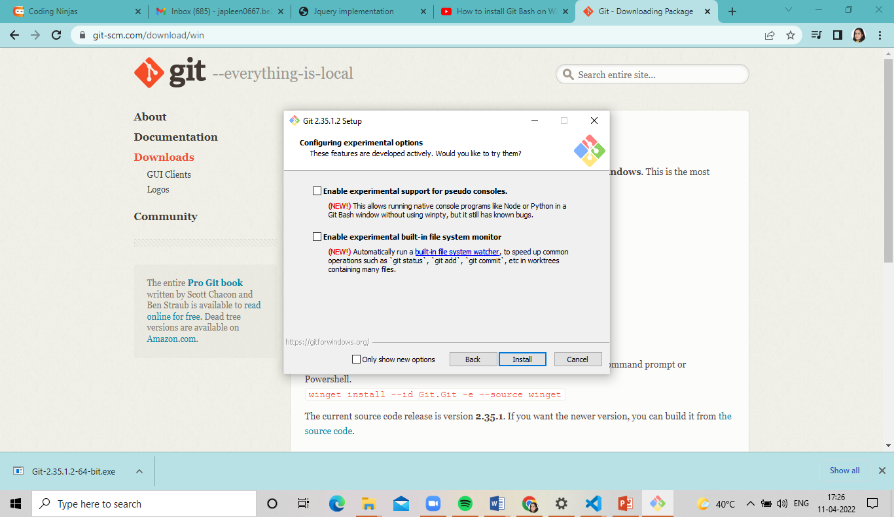 Coding Ninjas
Inbox (685) - japleen0667.be
Jquery implementation
How to install Git Bash on W
Git - Downloading Package
git-scm.com/download/win
git --everything-is-local
Search entire site...
About
Documentation
Downloads
GUI Clients
Logos
Community
The entire Pro Git book
written by Scott Chacon and
Ben Straub is available to read
online for free. Dead tree
versions are available on
Amazon.com.
Git 2.35.1.2 Setup
Configuring experimental options
These features are developed actively. Would you like to try them?
Enable experimental support for pseudo consoles.
(NEW!) This allows running native console programs like Node or Python in a
Git Bash window without using winpty, but it still has known bugs.
Enable experimental built-in file system monitor
(NEW!) Automatically run a built-in file system watcher, to speed up common
operations such as `git status`, `git add`, `git commit`, etc in worktrees
containing many files.
https://gitforwindows.org/
Only show new options
Back
Install
Cancel
ndows. This is the most
ommand prompt or
Powershell.
winget install --id Git.Git -e --source winget
The current source code release is version 2.35.1. If you want the newer version, you can build it from the
source code.
Git-2.35.1.2-64-bit.exe
Show all
Type here to search
40°C
ENG
17:26
11-04-2022